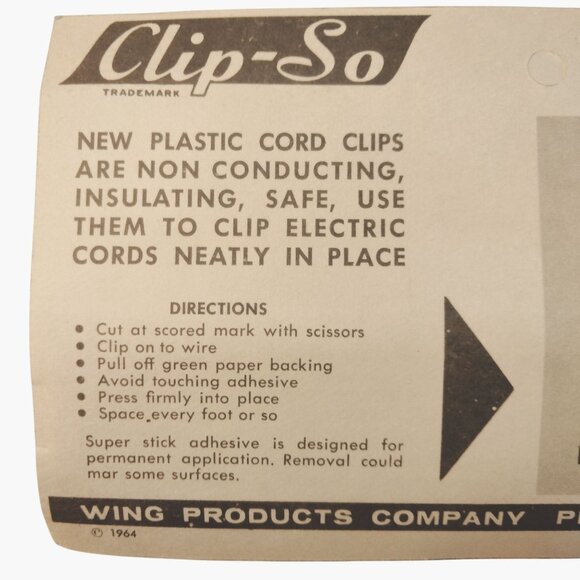 Clip-So
TRADEMARK
NEW PLASTIC CORD CLIPS
ARE NON CONDUCTING,
INSULATING, SAFE, USE
THEM TO CLIP ELECTRIC
CORDS NEATLY IN PLACE
DIRECTIONS
• Cut at scored mark with scissors
• Clip on to wire
• Pull off green paper backing
• Avoid touching adhesive
• Press firmly into place
• Space every foot or so
Super stick adhesive is designed for
permanent application. Removal could
mar some surfaces.
WING PRODUCTS COMPANY
© 1964